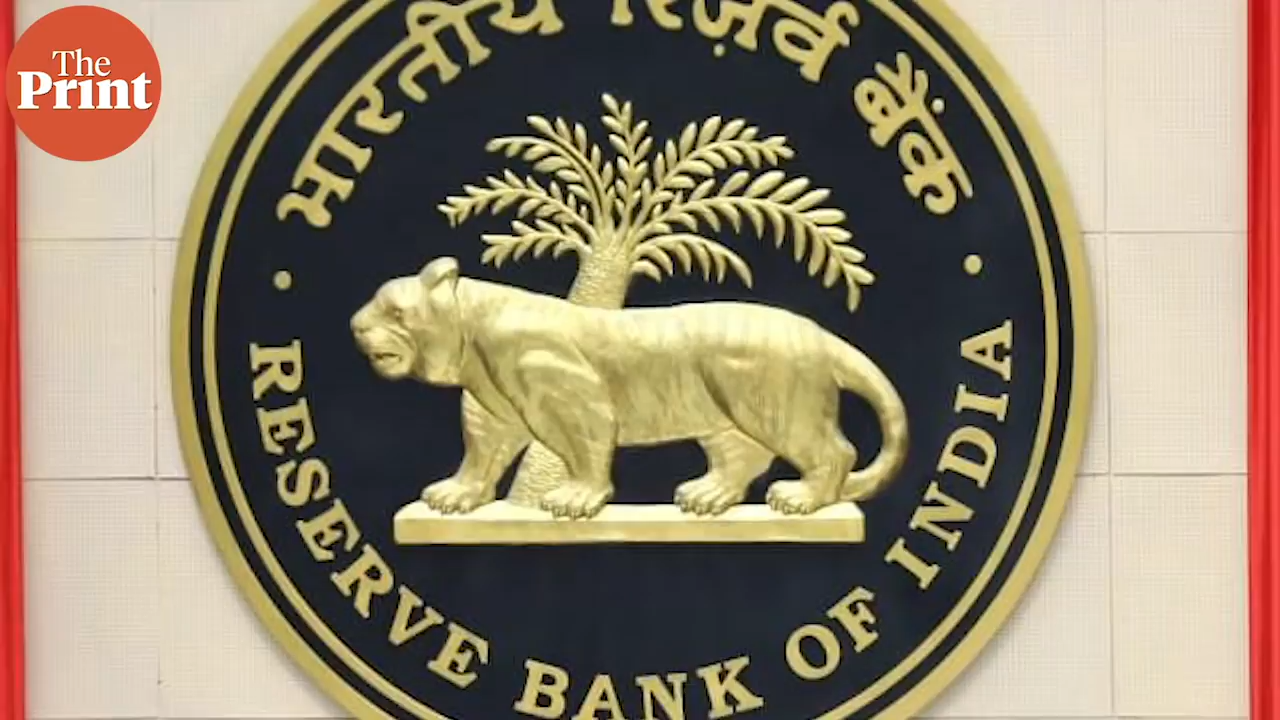 The
Print
भारतीय रिज़र्व बैंक
RESERVE BANK OF INDIA